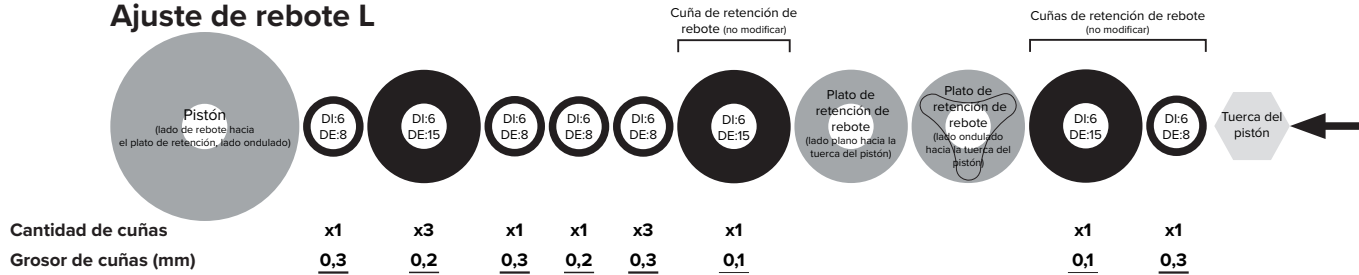 Ajuste de rebote L
Cuña de retención de
rebote (no modificar)
Cuñas de retención de rebote
(no modificar)
Pistón
(lado de rebote hacia
el plato de retención, lado ondulado)
DI:6
DE:8
DI:6
DE:15
DI:6
DE:8
DI:6
DE:8
DI:6
DE:8
DI:6
DE:15
Plato de
retención de
rebote
(lado plano hacia la
tuerca del pistón)
Plato de
retención de
rebote
(lado ondulado
hacia la tuerca del
pistón)
DI:6
DE:15
DI:6
DE:8
Tuerca del
pistón
Cantidad de cuñas x1 x3 x1 x1 x3 x1 x1 x1
Grosor de cuñas (mm) 0,3 0,2 0,3 0,2 0,3 0,1 0,1 0,3